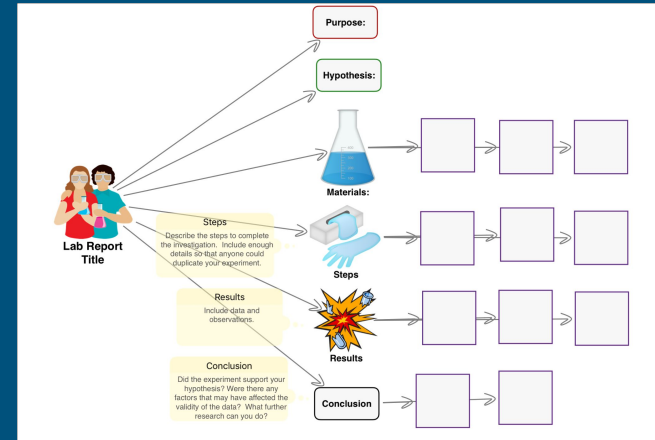 Purpose:
Hypothesis:
Materials:
Lab Report
Title
Steps
Describe the steps to complete
the investigation. Include enough
details so that anyone could
duplicate your experiment.
Steps
Results
Include data and
observations.
Results
Conclusion
Did the experiment support your
hypothesis? Were there any
factors that may have affected the
validity of the data? What further
research can you do?
Conclusion